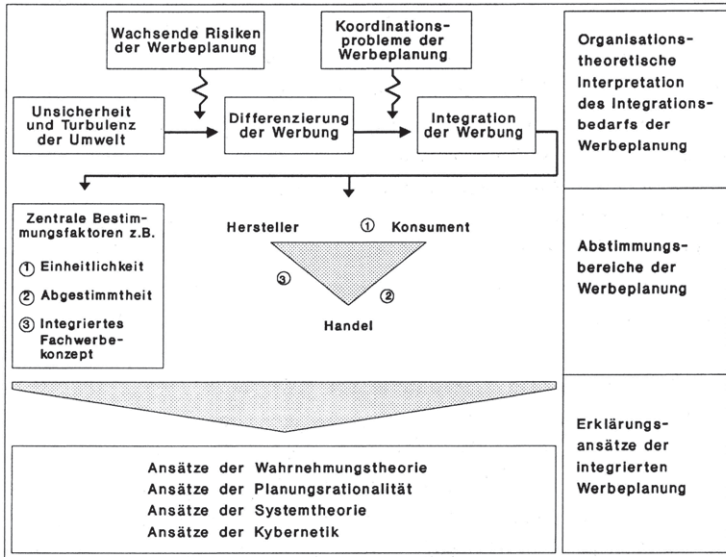 Wachsende Risiken
der Werbeplanung
Koordinations-
probleme der
Werbeplanung
Unsicherheit
und Turbulenz
der Umwelt
Differenzierung
der Werbung
Integration
der Werbung
Organisations-
theoretische
Interpretation
des Integrations-
bedarfs der
Werbeplanung
Zentrale Bestim-
mungsfaktoren z.B.
1 Einheitlichkeit
2 Abgestimmtheit
3 Integriertes
Fachwerbe-
konzept
Hersteller 1 Konsument
3 2
Handel
Abstimmungs-
bereiche der
Werbeplanung
Ansätze der Wahrnehmungstheorie
Ansätze der Planungsrationalität
Ansätze der Systemtheorie
Ansätze der Kybernetik
Erklärungs-
ansätze der
integrierten
Werbeplanung